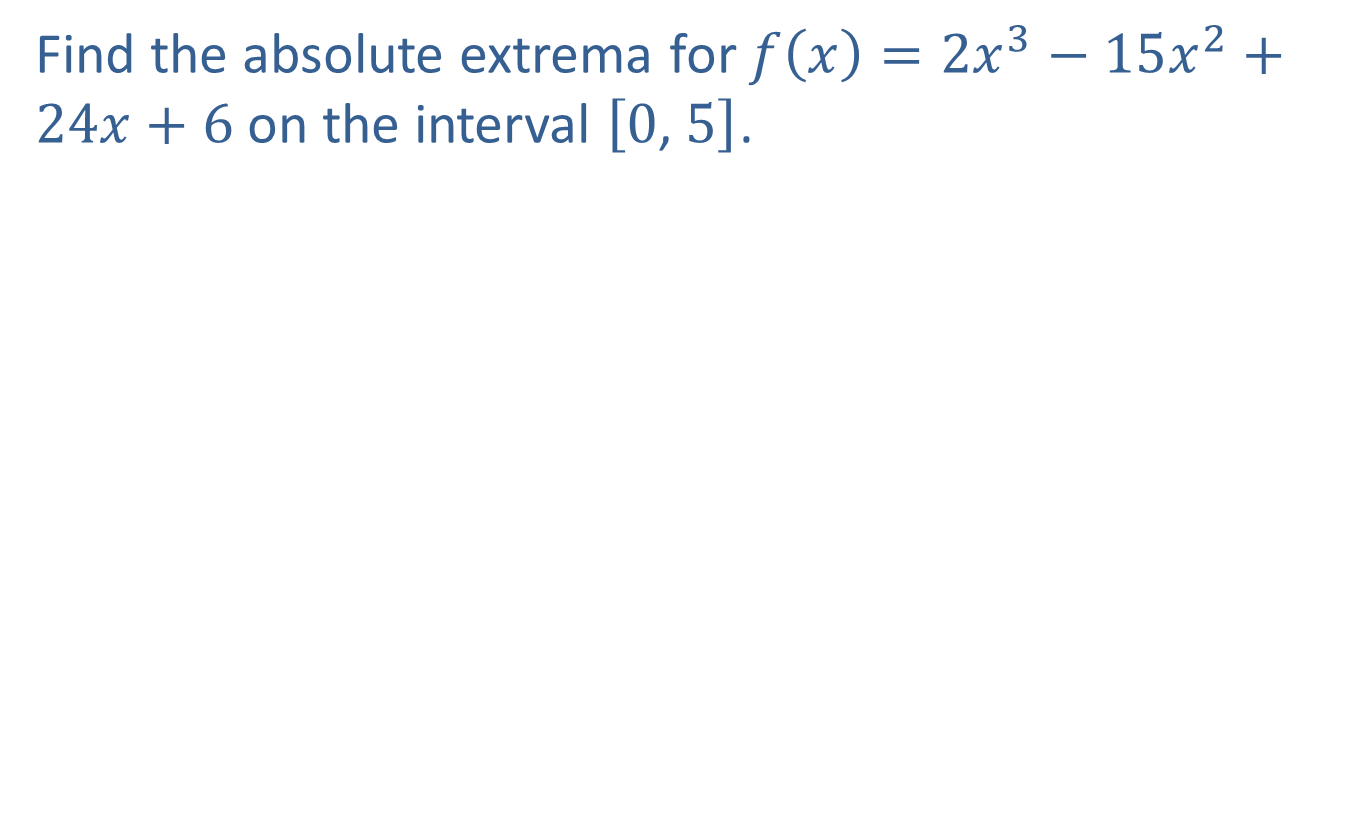 Find the absolute extrema for 𝑓(𝑥) = 2𝑥³ − 15𝑥² +
24𝑥 + 6 on the interval [0, 5].